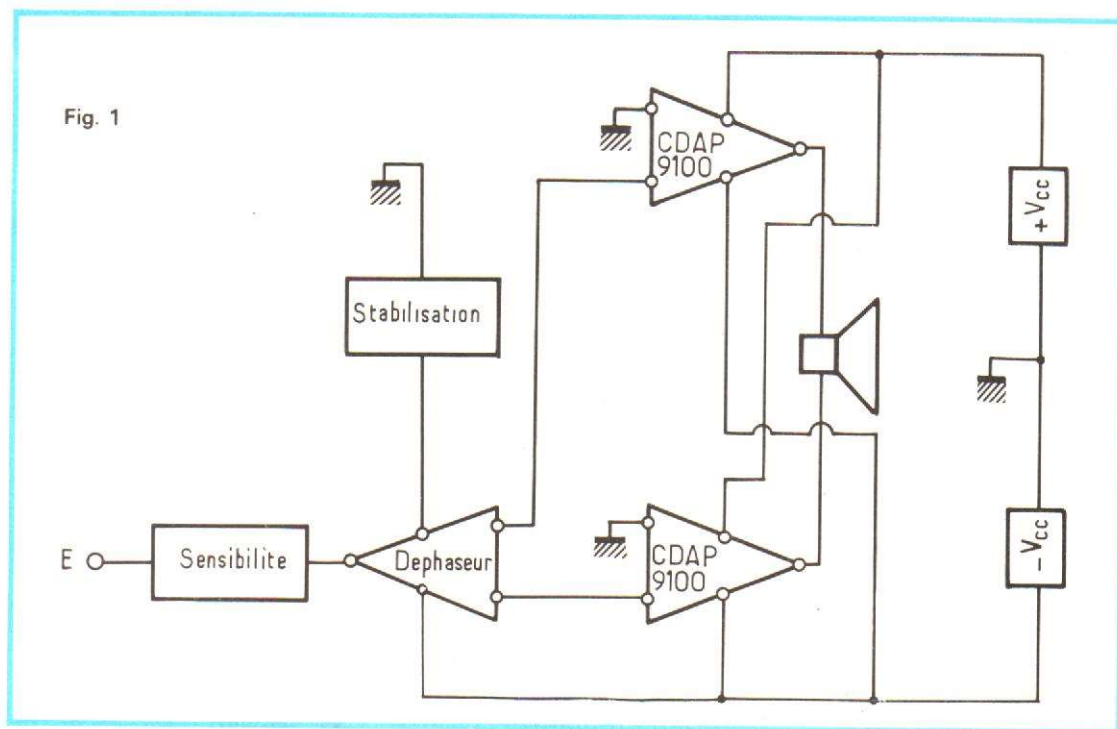 Fig. 1
CDAP
9100
+Vcc
Stabilisation
E
Sensibilite
Dephaseur
CDAP
9100
-Vcc